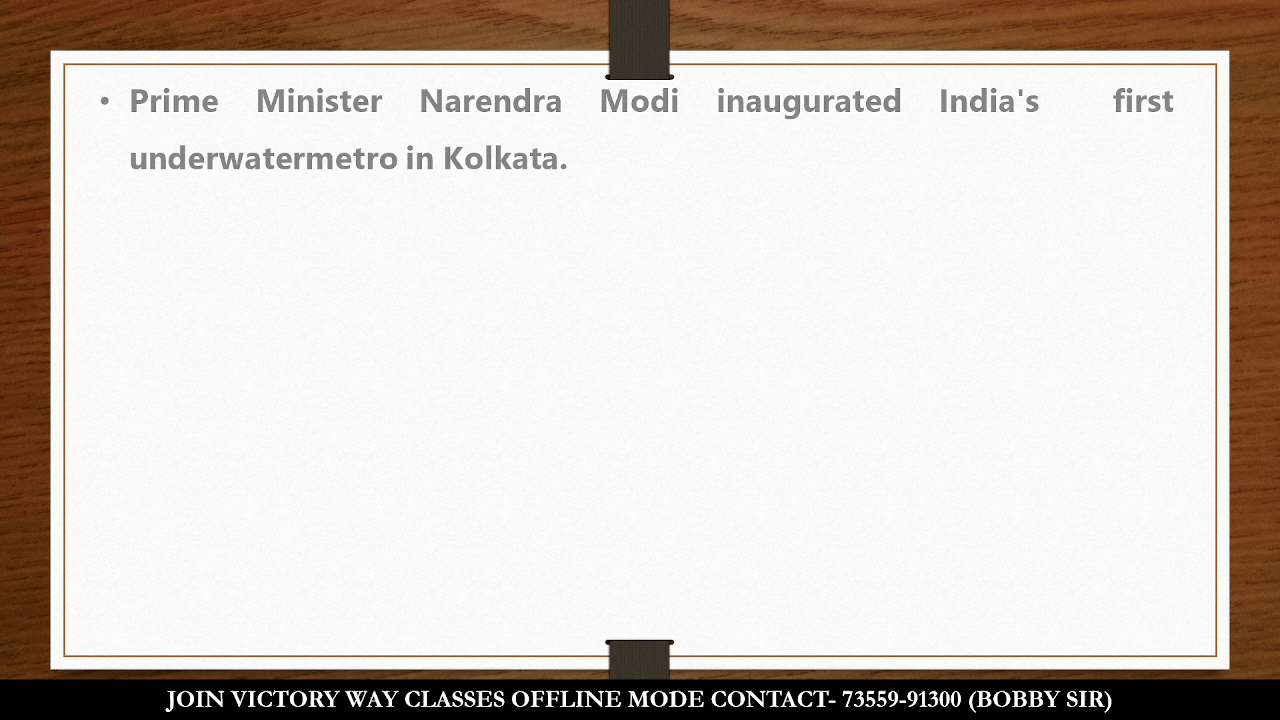 • Prime Minister Narendra Modi inaugurated India's first
underwatermetro in Kolkata.
JOIN VICTORY WAY CLASSES OFFLINE MODE CONTACT- 73559-91300 (BOBBY SIR)